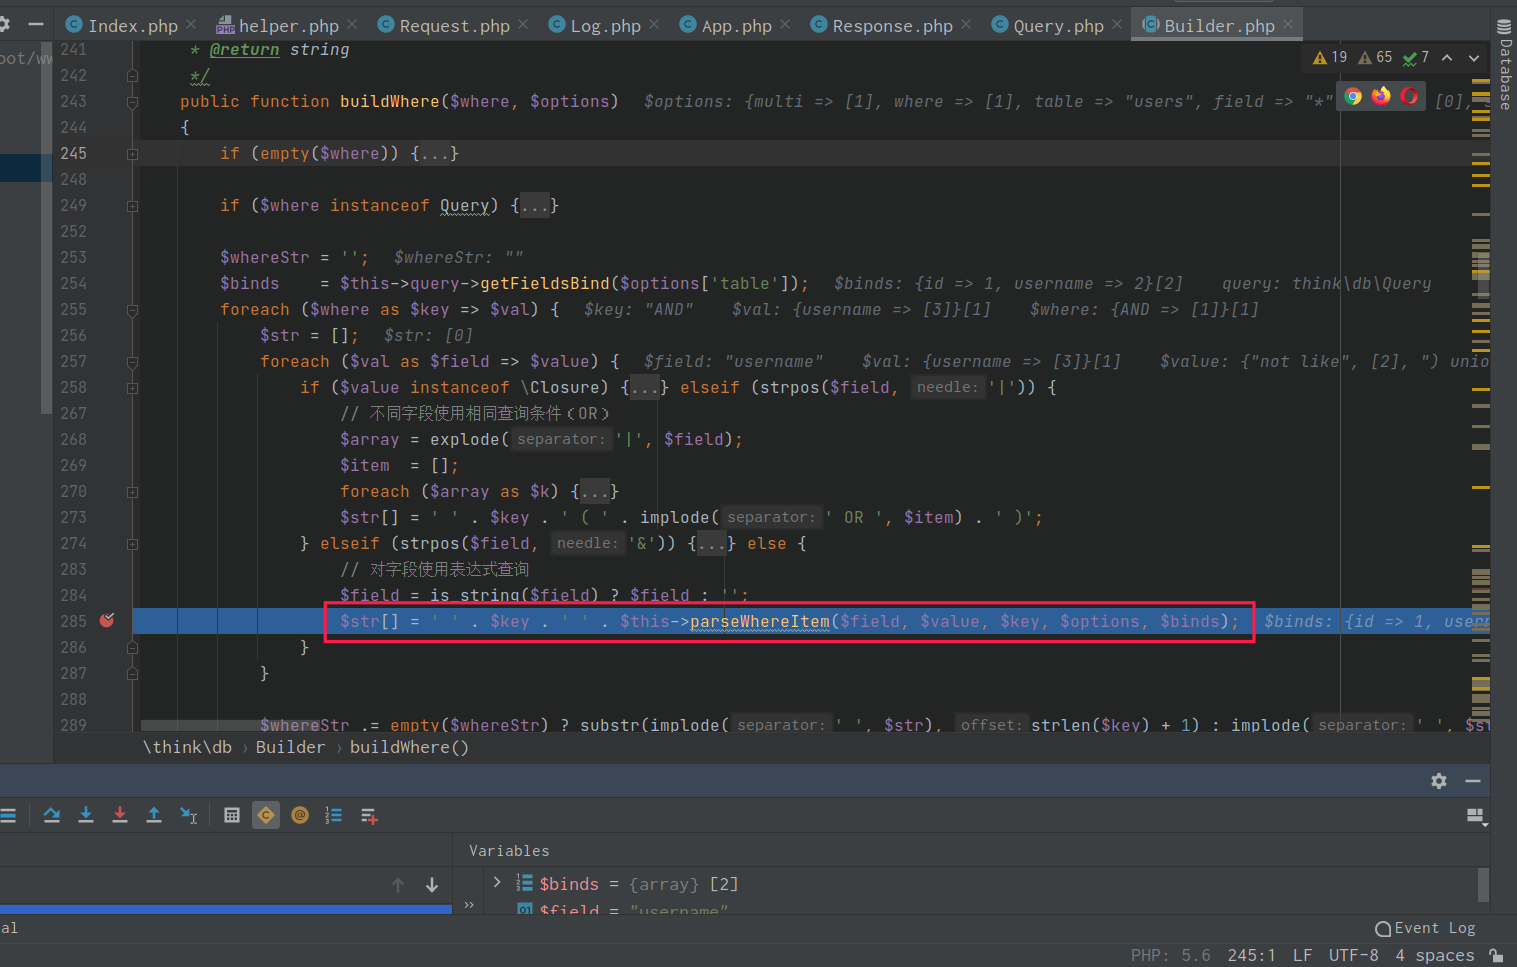 Index.php helper.php Request.php Log.php App.php Response.php Query.php Builder.php
241 * @return string
19 65 7
242 */
243 public function buildWhere($where, $options) $options: {multi => [1], where => [1], table => "users", field => "*" [0],
244 {
245 if (empty($where)) {...}
248
249 if ($where instanceof Query) {...}
252
253 $whereStr = ''; $whereStr: ""
254 $binds = $this->query->getFieldsBind($options['table']); $binds: {id => 1, username => 2}[2] query: think\db\Query
255 foreach ($where as $key => $val) { $key: "AND" $val: {username => [3]}[1] $where: {AND => [1]}[1]
256 $str = []; $str: [0]
257 foreach ($val as $field => $value) { $field: "username" $val: {username => [3]}[1] $value: {"not like", [2], ") unio
258 if ($value instanceof \Closure) {...} elseif (strpos($field, needle: '|')) {
267 // 不同字段使用相同查询条件（OR）
268 $array = explode(separator: '|', $field);
269 $item = [];
270 foreach ($array as $k) {...}
273 $str[] = ' ' . $key . ' ( ' . implode(separator: ' OR ', $item) . ' )';
274 } elseif (strpos($field, needle: '&')) {...} else {
283 // 对字段使用表达式查询
284 $field = is_string($field) ? $field : '';
285 $str[] = ' ' . $key . ' ' . $this->parseWhereItem($field, $value, $key, $options, $binds); $binds: {id => 1, usern
286 }
287 }
288
289 $whereStr .= empty($whereStr) ? substr(implode(separator: ' ', $str), offset: strlen($key) + 1) : implode(separator: ' ', $st
\think\db › Builder › buildWhere()
Database
Variables
$binds = {array} [2]
$field = "username"
al
Event Log
PHP: 5.6 245:1 LF UTF-8 4 spaces